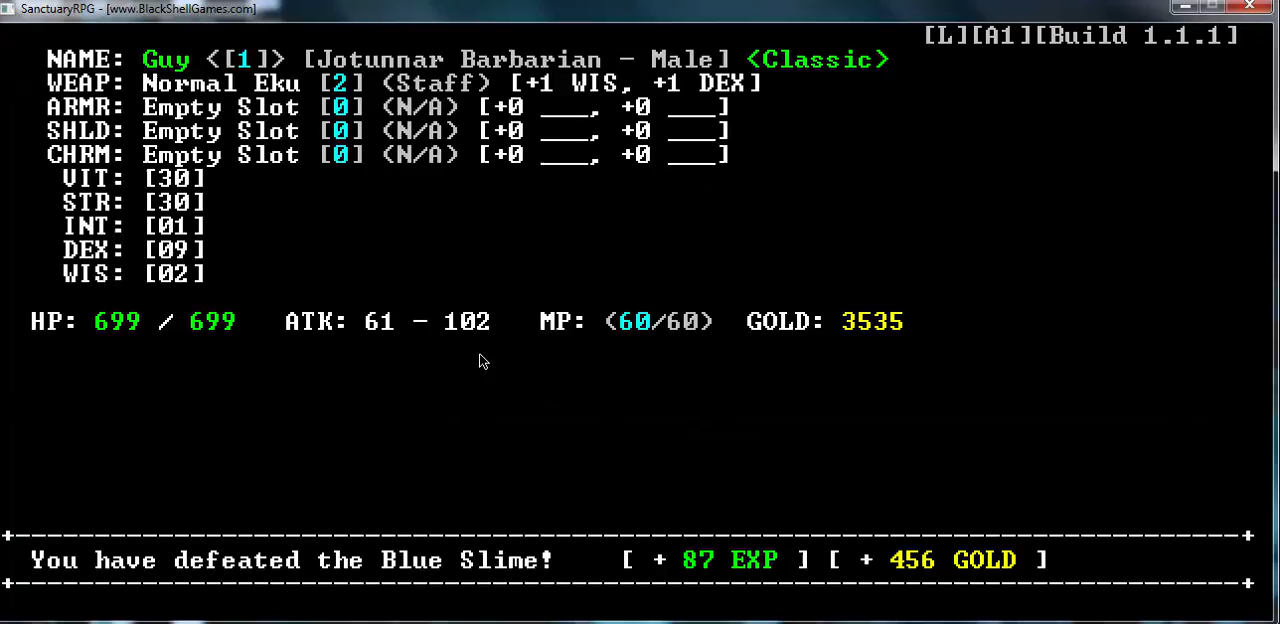 SanctuaryRPG - [www.BlackShellGames.com]
[L][A1][Build 1.1.1]
NAME: Guy <[1]> [Jotunnar Barbarian - Male] <Classic>
WEAP: Normal Eku [2] (Staff) [+1 WIS, +1 DEX]
ARMR: Empty Slot [0] (N/A) [+0 ___, +0 ___]
SHLD: Empty Slot [0] (N/A) [+0 ___, +0 ___]
CHRM: Empty Slot [0] (N/A) [+0 ___, +0 ___]
VIT: [30]
STR: [30]
INT: [01]
DEX: [09]
WIS: [02]
HP: 699 / 699 ATK: 61 - 102 MP: (60/60) GOLD: 3535
You have defeated the Blue Slime! [ + 87 EXP ] [ + 456 GOLD ]